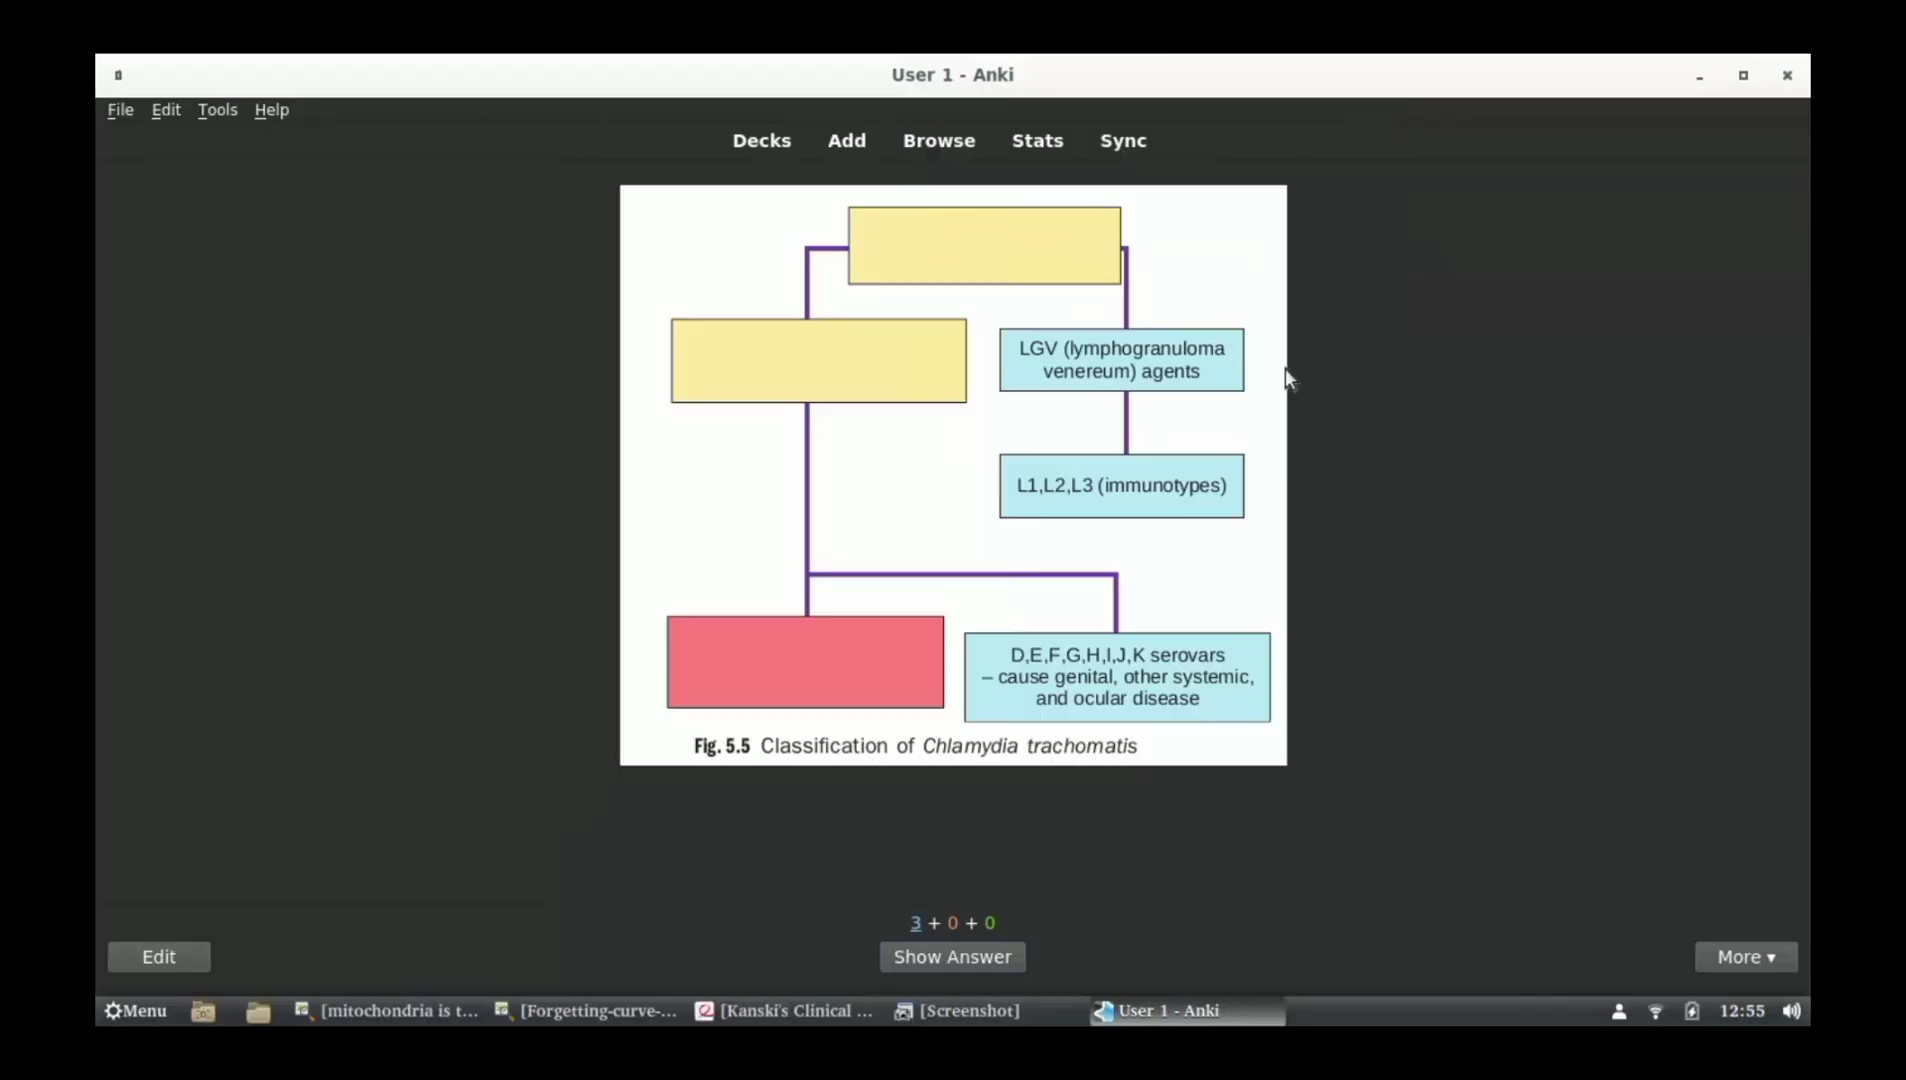 User 1 - Anki
File Edit Tools Help
Decks Add Browse Stats Sync
LGV (lymphogranuloma
venereum) agents
L1,L2,L3 (immunotypes)
D,E,F,G,H,I,J,K serovars
– cause genital, other systemic,
and ocular disease
Fig. 5.5 Classification of Chlamydia trachomatis
3 + 0 + 0
Edit Show Answer More ▾
Menu [mitochondria is t... [Forgetting-curve-... [Kanski's Clinical ... [Screenshot] User 1 - Anki 12:55